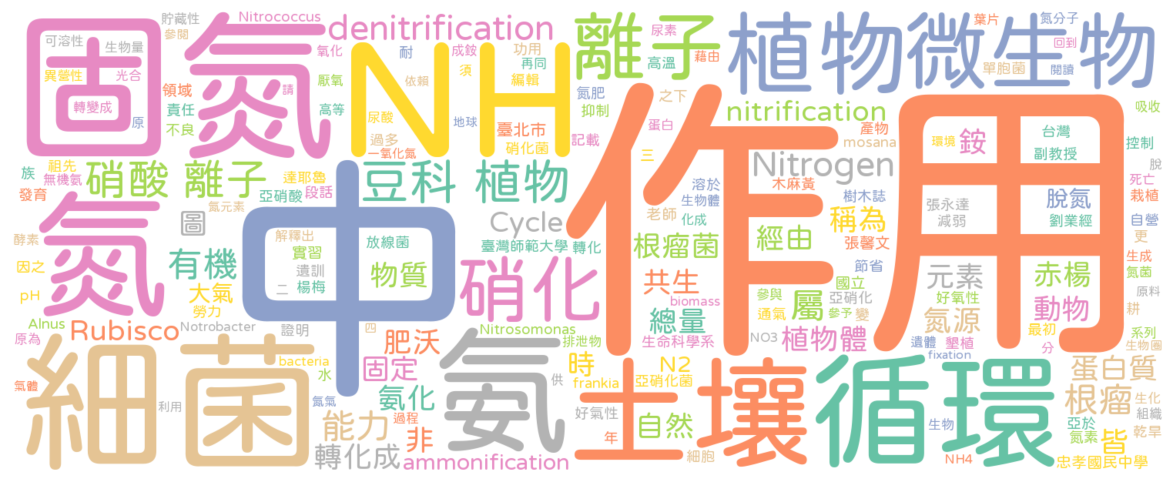 固氮
NH
作用
中
細菌
氨
土壤
循環
植物
微生物
離子
denitrification
氮
硝化
硝酸 離子
豆科 植物
nitrification
Nitrogen
Cycle
有機
物質
Rubisco
根瘤菌
經由
稱為
銨
脫氮
元素
赤楊
動物
氮源
屬
共生
總量
植物體
蛋白質
根瘤
皆
自然
時
N2
固定
肥沃
氨化
能力
非
轉化成
ammonification
圖
大氣
貯藏性
Nitrococcus
參閱
可溶性
生物量
異營性
光合
轉變成
領域
責任
不良
原
氧化
厭氧
高等
請
耐
依賴
成銨
須
功用
再同
編輯
尿酸
地球
過多
一氧化氮
臺北市
硝化菌
尿素
高溫
藉由
氮肥
抑制
記載
之下
蛋白
三
葉片
氮分子
回到
單胞菌
閱讀
吸收
產物
mosana
環境
台灣
副教授
控制
脫
死亡
栽植
木麻黃
樹木誌
張永達
減弱
劉業經
自營
更
張馨文
節省
老師
溶於
生物體
化成
族
祖先
無機氮
發育
達耶魯
亞硝酸
段話
氮元素
酵素
因之
pH
解釋出
實習
遺訓
二
楊梅
放線菌
臺灣師範大學
轉化
勞力
Notrobacter
證明
四
Alnus
原為
氣體
bacteria
水
氮氣
利用
過程
Nitrosomonas
排泄物
生命科學系
biomass
供
frankia
亞硝化菌
好氧性
年
細胞
參與
國立
亞硝化
通氣
參予
變
NO3
好氧性
遺體
墾植
fixation
最初
分
生成
氮菌
原料
耕
系列
生物圈
生化
組織
亞於
氮素
乾旱
生物
NH4
忠孝國民中學